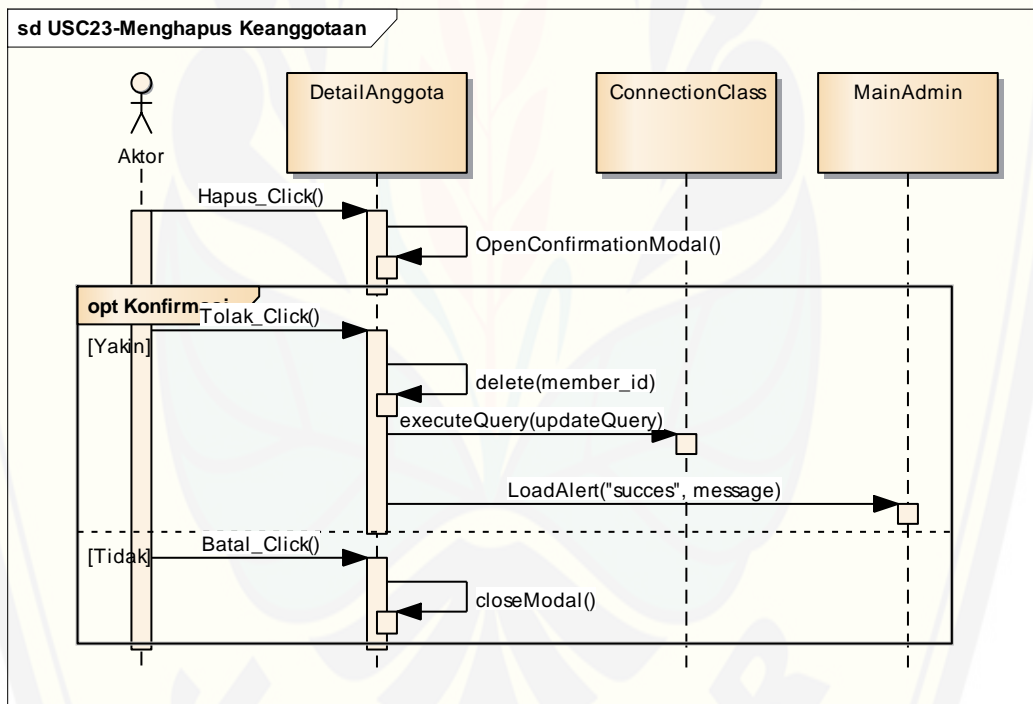 sd USC23-Menghapus Keanggotaan
DetailAnggota
ConnectionClass
MainAdmin
Aktor
Hapus_Click()
OpenConfirmationModal()
opt
Tolak_Click()
[Yakin]
delete(member_id)
executeQuery(updateQuery)
LoadAlert("succes", message)
[Tidak]
Batal_Click()
closeModal()